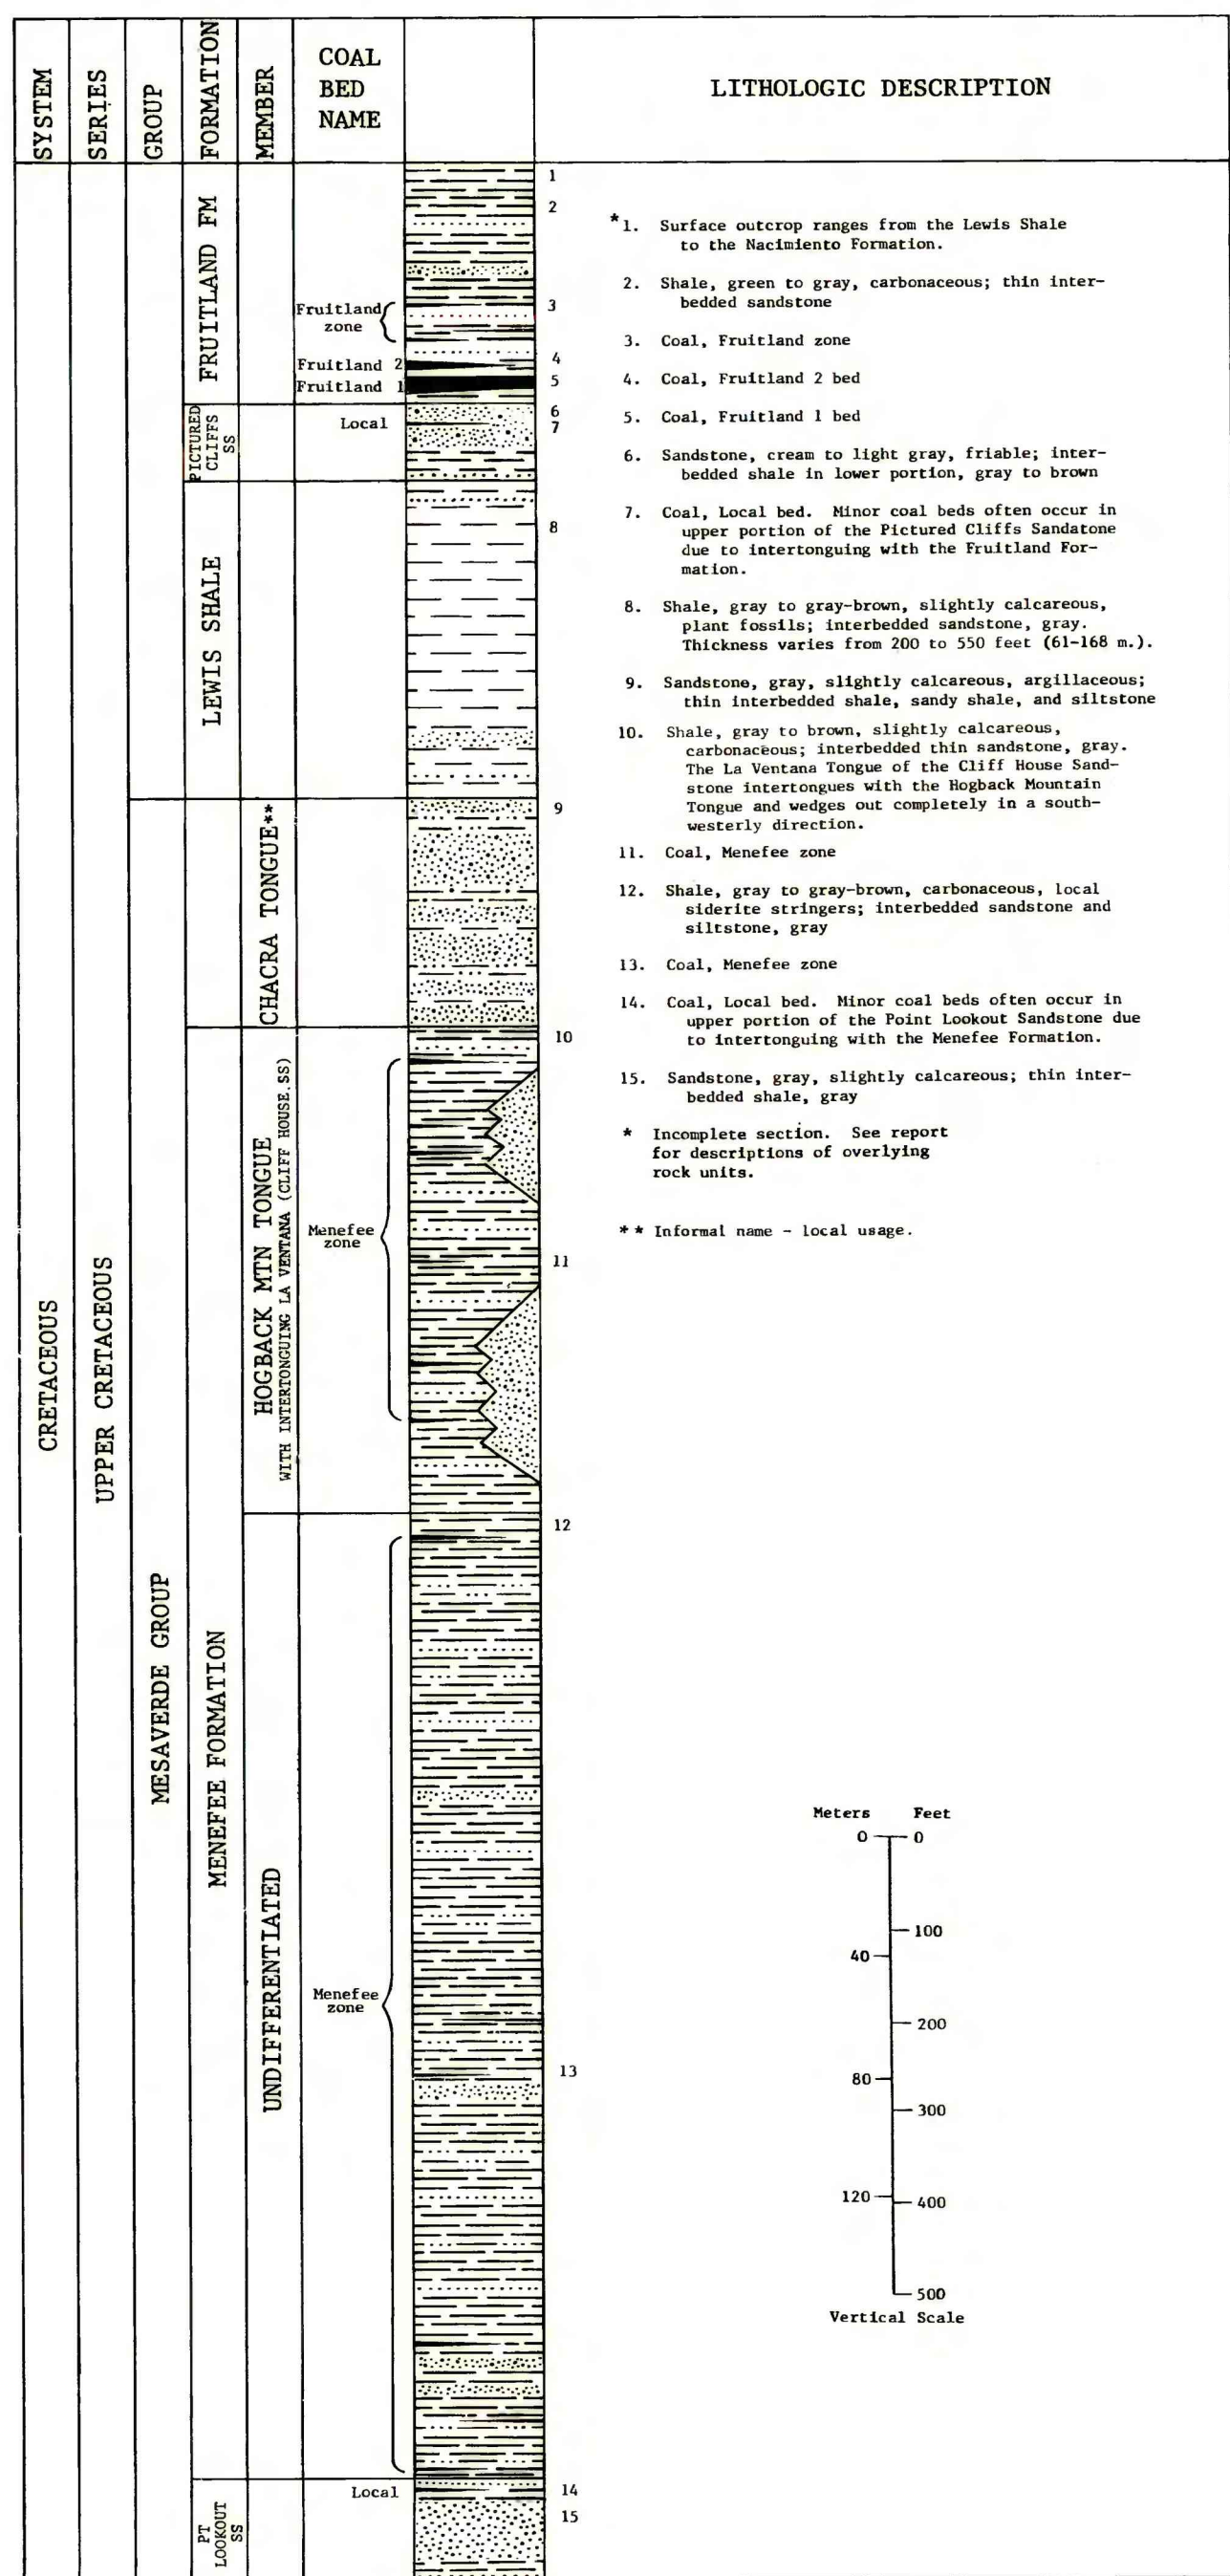 SYSTEM
SERIES
GROUP
FORMATION
MEMBER
COAL
BED
NAME
LITHOLOGIC DESCRIPTION
CRETACEOUS
UPPER CRETACEOUS
MESAVERDE GROUP
FRUITLAND FM
PICTURED
CLIFFS
SS
LEWIS SHALE
MENEFEE FORMATION
PT
LOOKOUT
SS
CHACRA TONGUE**
HOGBACK MTN TONGUE
WITH INTERTONGUING LA VENTANA (CLIFF HOUSE.SS)
UNDIFFERENTIATED
Fruitland
zone
Fruitland 2
Fruitland 1
Local
Menefee
zone
Menefee
zone
Local
1
2
3
4
5
6
7
8
9
10
11
12
13
14
15
*1. Surface outcrop ranges from the Lewis Shale
to the Nacimiento Formation.
2. Shale, green to gray, carbonaceous; thin inter-
bedded sandstone
3. Coal, Fruitland zone
4. Coal, Fruitland 2 bed
5. Coal, Fruitland 1 bed
6. Sandstone, cream to light gray, friable; inter-
bedded shale in lower portion, gray to brown
7. Coal, Local bed. Minor coal beds often occur in
upper portion of the Pictured Cliffs Sandatone
due to intertonguing with the Fruitland For-
mation.
8. Shale, gray to gray-brown, slightly calcareous,
plant fossils; interbedded sandstone, gray.
Thickness varies from 200 to 550 feet (61-168 m.).
9. Sandstone, gray, slightly calcareous, argillaceous;
thin interbedded shale, sandy shale, and siltstone
10. Shale, gray to brown, slightly calcareous,
carbonaceous; interbedded thin sandstone, gray.
The La Ventana Tongue of the Cliff House Sand-
stone intertongues with the Hogback Mountain
Tongue and wedges out completely in a south-
westerly direction.
11. Coal, Menefee zone
12. Shale, gray to gray-brown, carbonaceous, local
siderite stringers; interbedded sandstone and
siltstone, gray
13. Coal, Menefee zone
14. Coal, Local bed. Minor coal beds often occur in
upper portion of the Point Lookout Sandstone due
to intertonguing with the Menefee Formation.
15. Sandstone, gray, slightly calcareous; thin inter-
bedded shale, gray
* Incomplete section. See report
for descriptions of overlying
rock units.
** Informal name - local usage.
Meters Feet
0 0
100
40
200
80
300
120
400
500
Vertical Scale